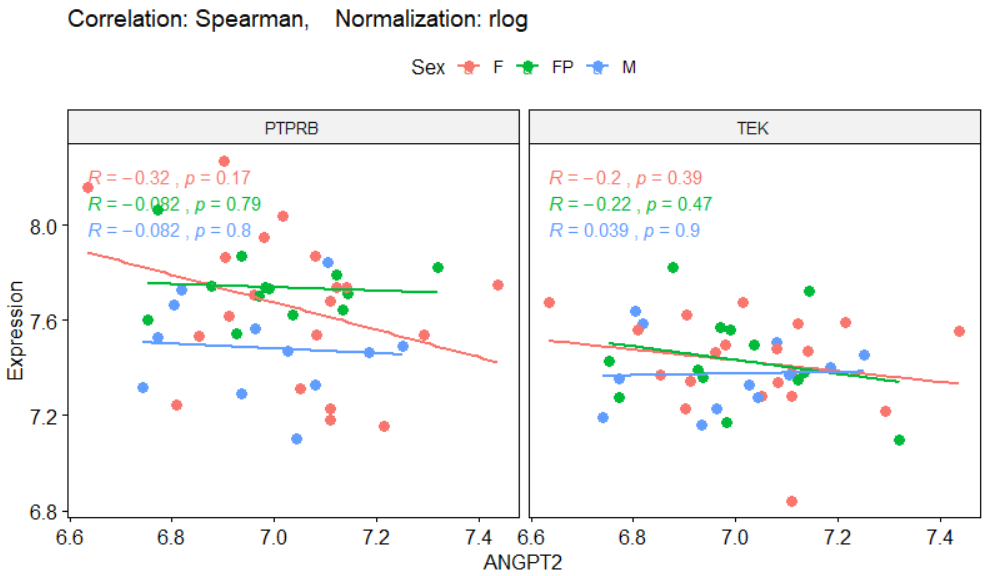 Correlation: Spearman, Normalization: rlog
Sex F FP M
PTPRB
TEK
R = −0.32 , p = 0.17
R = −0.082 , p = 0.79
R = −0.082 , p = 0.8
R = −0.2 , p = 0.39
R = −0.22 , p = 0.47
R = 0.039 , p = 0.9
Expression
8.0
7.6
7.2
6.8
6.6 6.8 7.0 7.2 7.4
6.6 6.8 7.0 7.2 7.4
ANGPT2